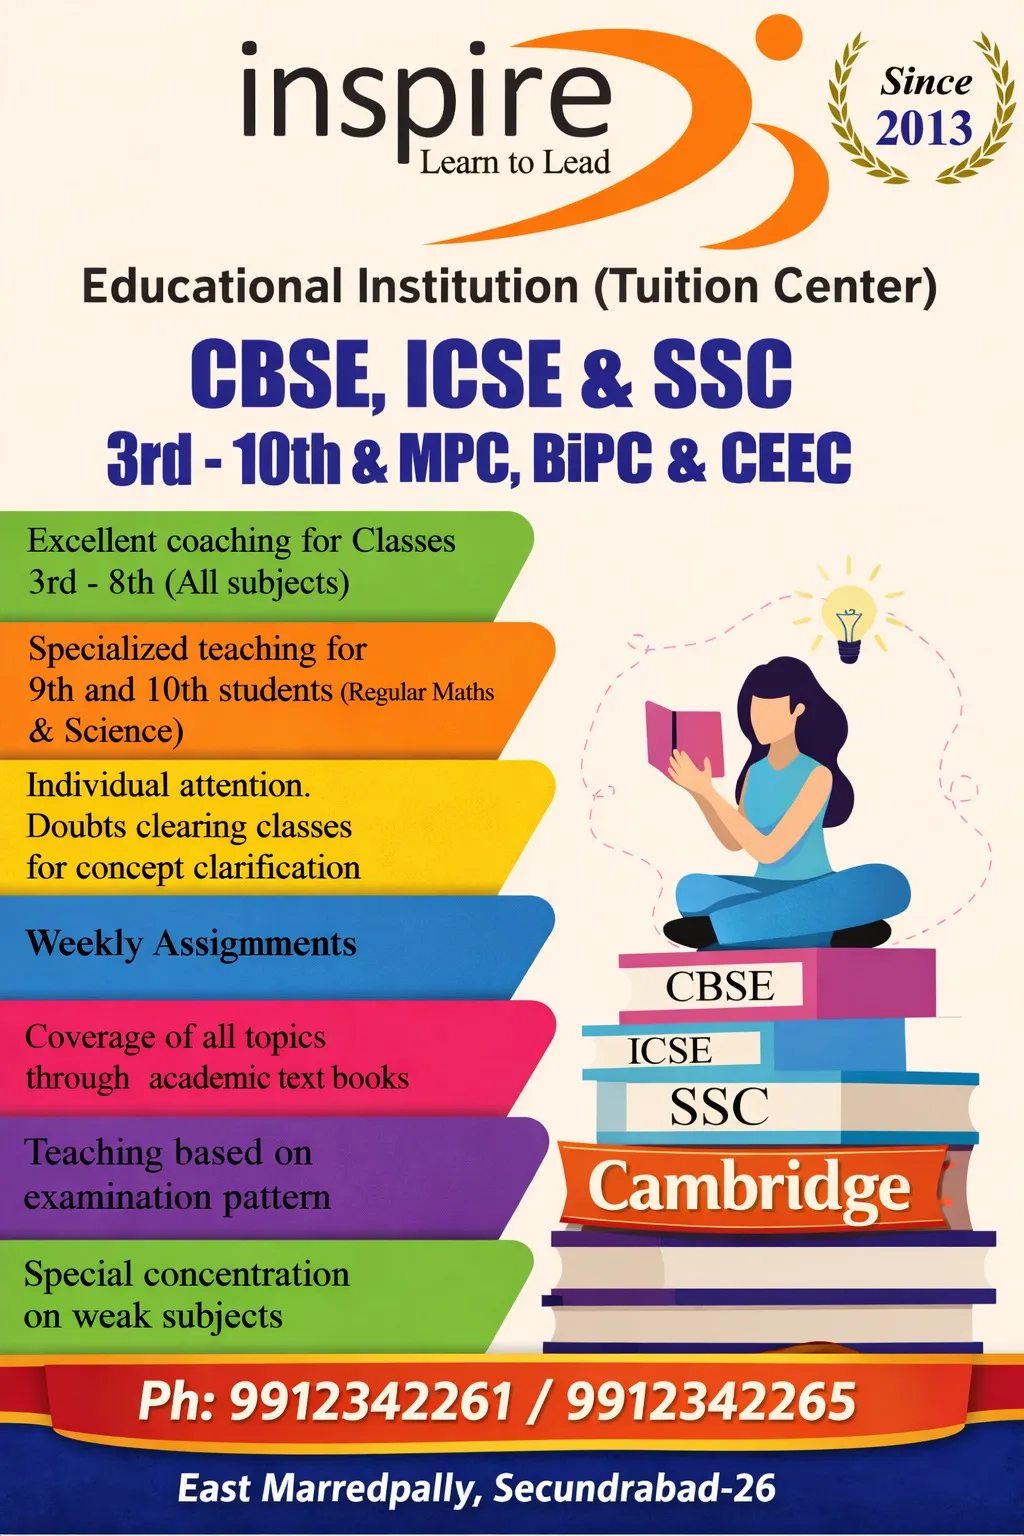 inspire
Learn to Lead
Since
2013
Educational Institution (Tuition Center)
CBSE, ICSE & SSC
3rd - 10th & MPC, BiPC & CEEC
Excellent coaching for Classes
3rd - 8th (All subjects)
Specialized teaching for
9th and 10th students (Regular Maths
& Science)
Individual attention.
Doubts clearing classes
for concept clarification
Weekly Assigmments
Coverage of all topics
through academic text books
Teaching based on
examination pattern
Special concentration
on weak subjects
CBSE
ICSE
SSC
Cambridge
Ph: 9912342261 / 9912342265
East Marredpally, Secundrabad-26